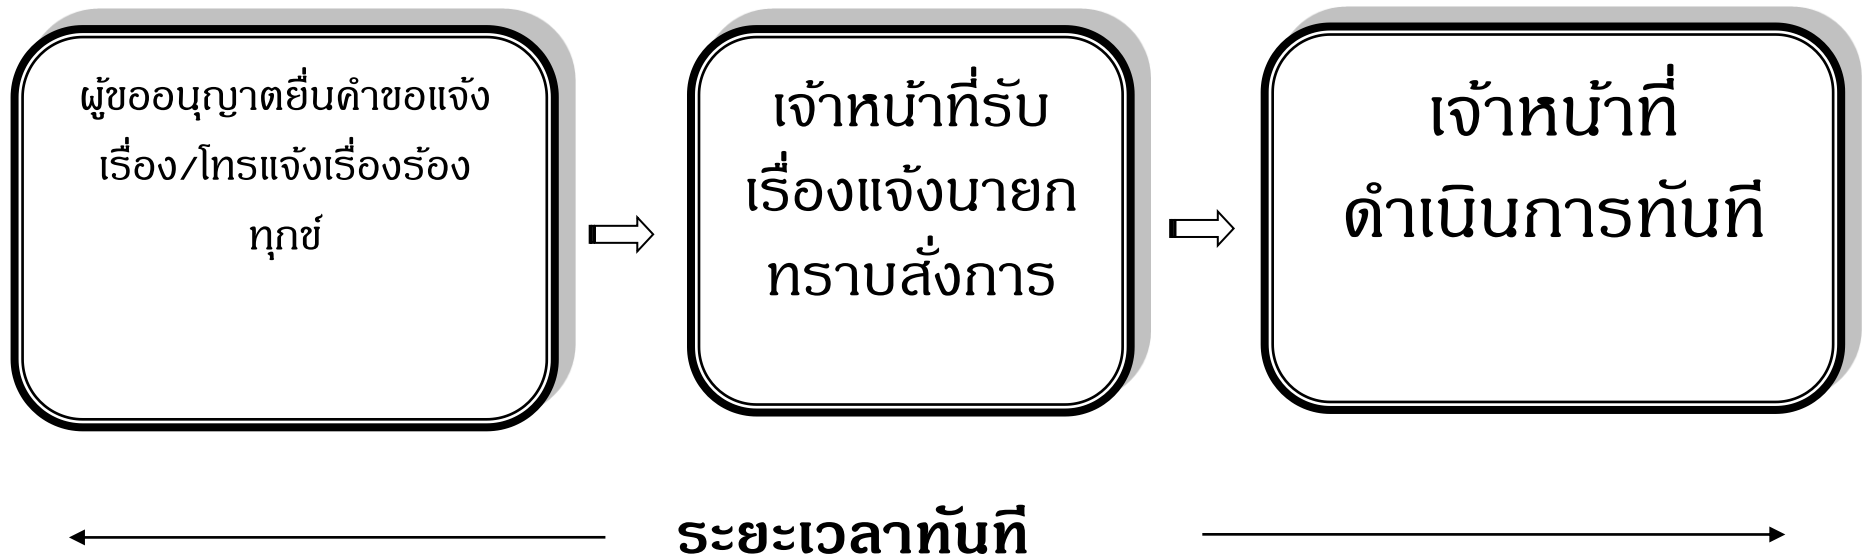 ผู้ขออนุญาตยื่นคำขอแจ้ง
เรื่อง/โทรแจ้งเรื่องร้อง
ทุกข์
เจ้าหน้าที่รับ
เรื่องแจ้งนายก
ทราบสั่งการ
เจ้าหน้าที่
ดำเนินการทันที
ระยะเวลาทันที